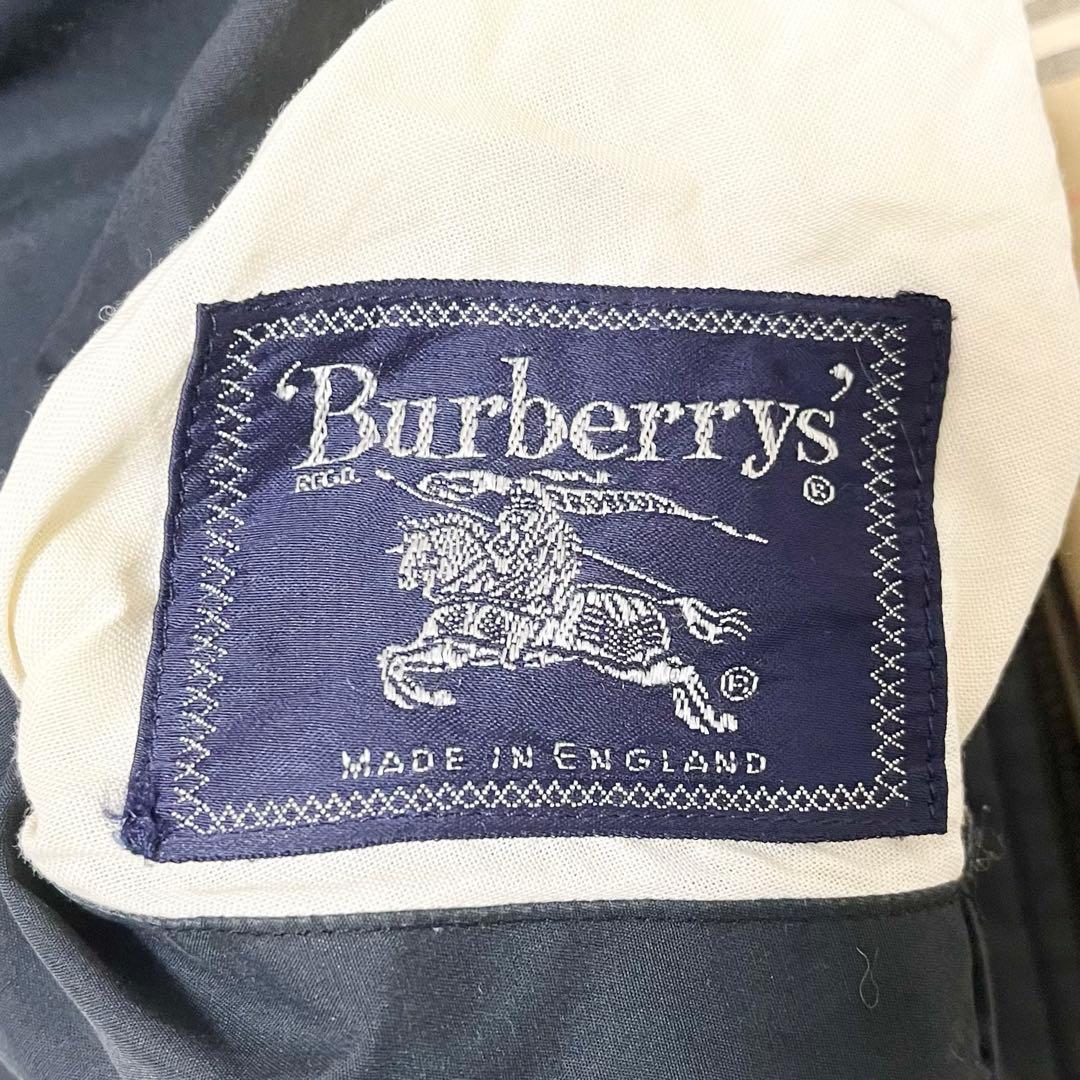 'Burberrys'
REGD. ®
®
MADE IN ENGLAND